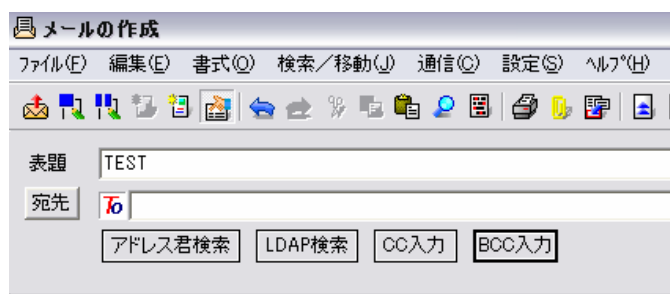 メールの作成
ファイル(F) 編集(E) 書式(O) 検索／移動(J) 通信(C) 設定(S) ヘルプ(H)
表題 TEST
宛先 To
アドレス君検索 LDAP検索 CC入力 BCC入力